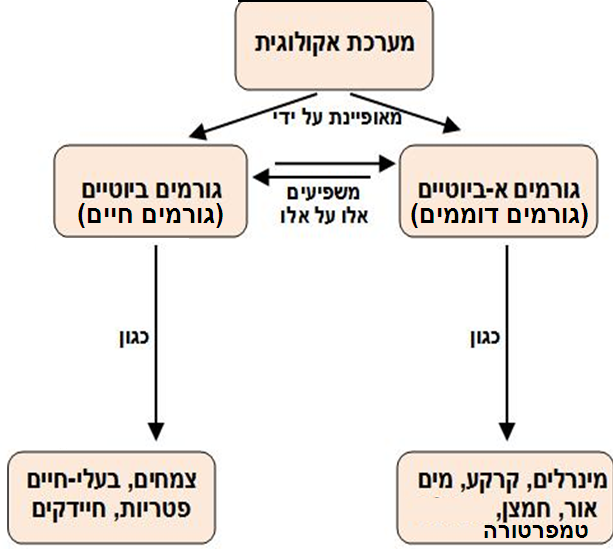 מערכת אקולוגית
מאופיינת על ידי
גורמים א-ביוטיים
(גורמים דוממים)
משפיעים
אלו על אלו
גורמים ביוטיים
(גורמים חיים)
כגון
כגון
מינרלים, קרקע, מים
אור, חמצן,
טמפרטורה
צמחים, בעלי-חיים
פטריות, חיידקים